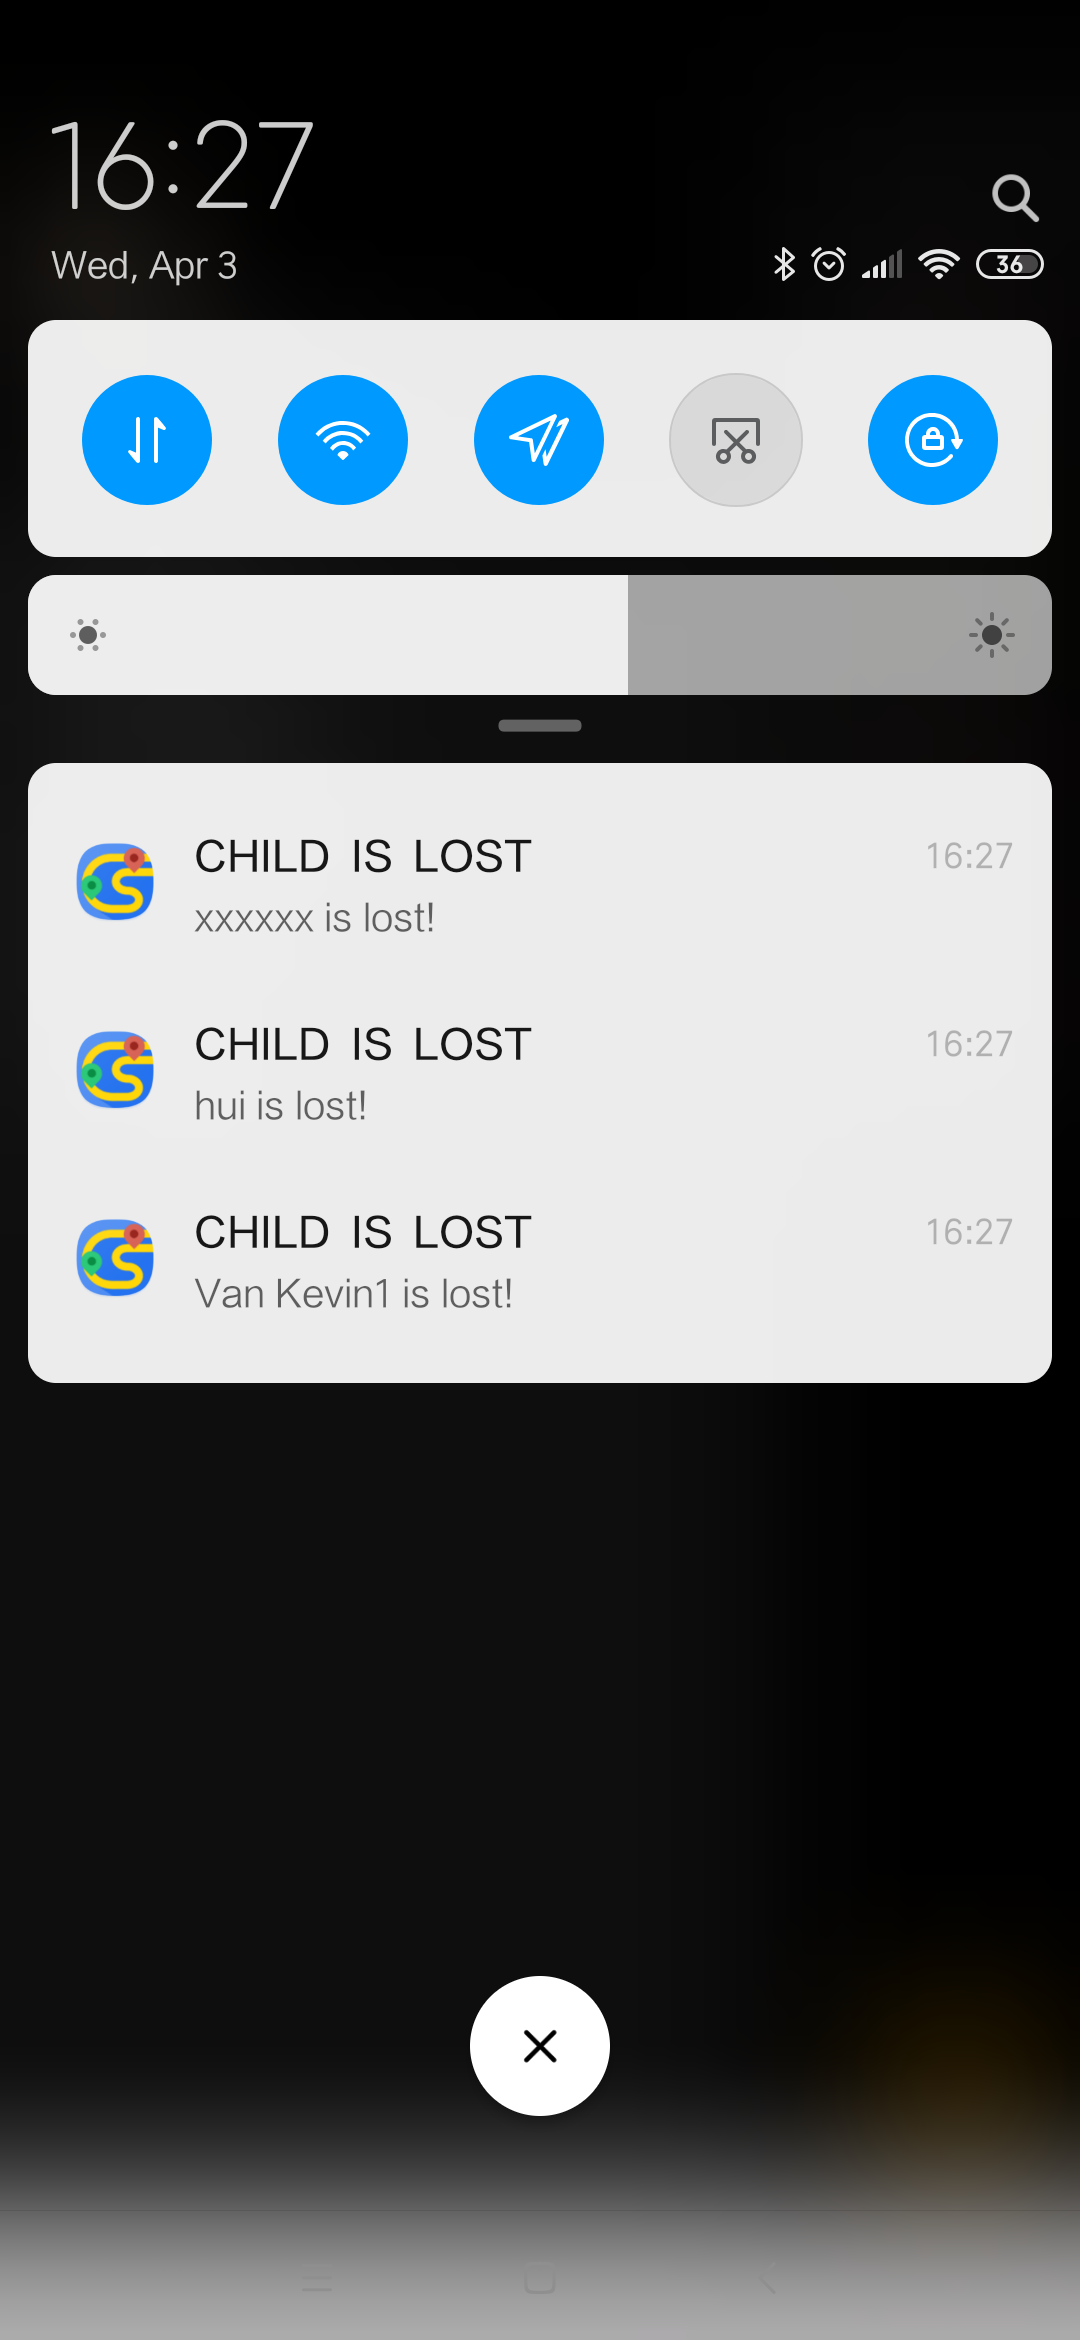 16:27
Wed, Apr 3
36
CHILD IS LOST
16:27
xxxxxx is lost!
CHILD IS LOST
16:27
hui is lost!
CHILD IS LOST
16:27
Van Kevin1 is lost!